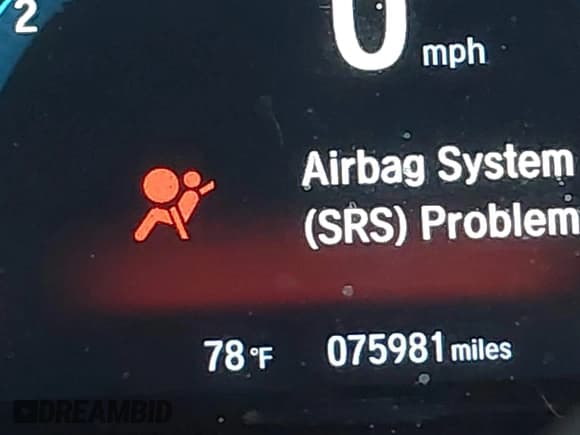 2
0 mph
Airbag System
(SRS) Problem
78°F 075981 miles
DREAMBID